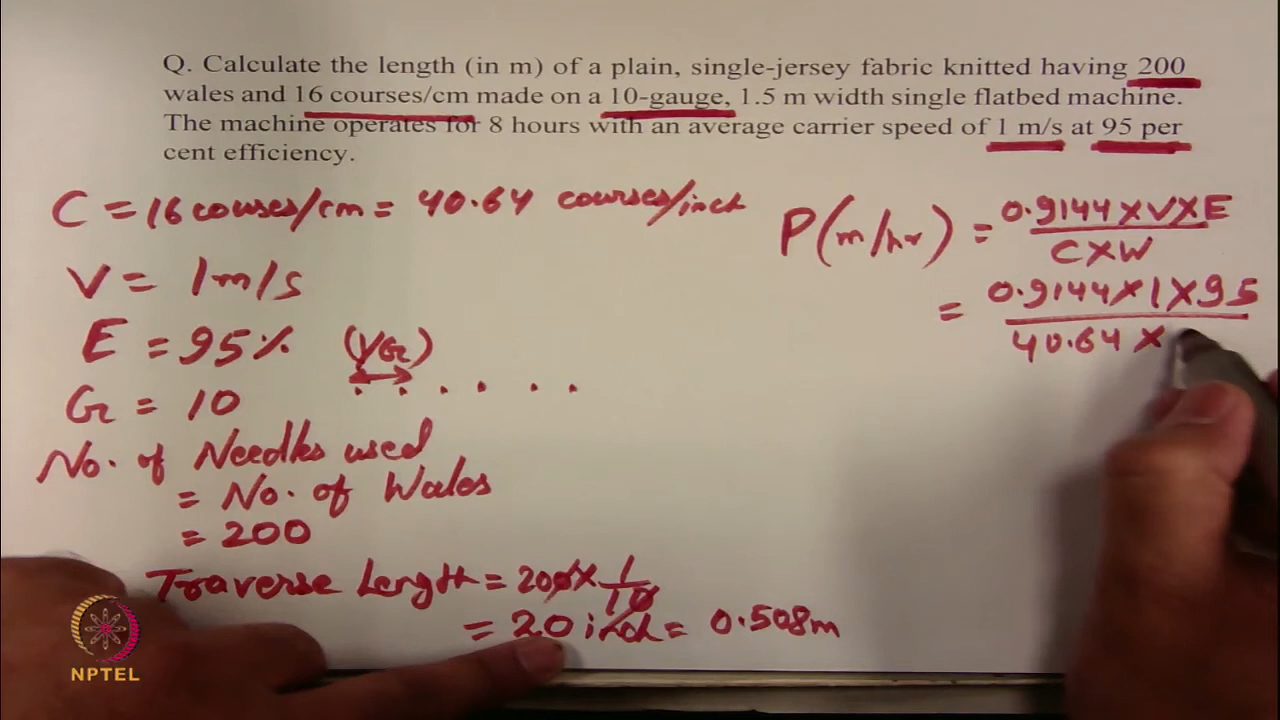 Q. Calculate the length (in m) of a plain, single-jersey fabric knitted having 200
wales and 16 courses/cm made on a 10-gauge, 1.5 m width single flatbed machine.
The machine operates for 8 hours with an average carrier speed of 1 m/s at 95 per
cent efficiency.
C = 16 courses/cm = 40.64 courses/inch
V = 1m/s
E = 95% (1/G)
G = 10
No. of Needles used
= No. of Wales
= 200
Traverse Length = 200 × 1/10
= 20 inch = 0.508m
P(m/hr) = 0.9144×V×E
C×W
= 0.9144×1×95
40.64×
NPTEL